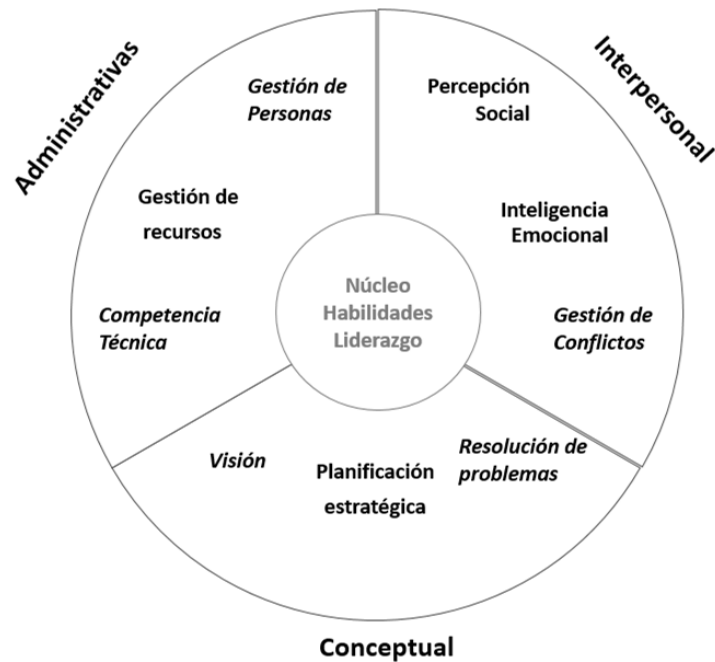 Administrativas
Interpersonal
Gestión de
Personas
Percepción
Social
Gestión de
recursos
Inteligencia
Emocional
Competencia
Técnica
Núcleo
Habilidades
Liderazgo
Gestión de
Conflictos
Visión
Planificación
estratégica
Resolución de
problemas
Conceptual